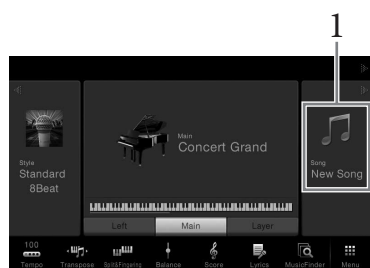 1
Style
Standard
8Beat
Main
Concert Grand
Song
New Song
Left Main Layer
100
Tempo Transpose Split&Fingering Balance Score Lyrics MusicFinder Menu